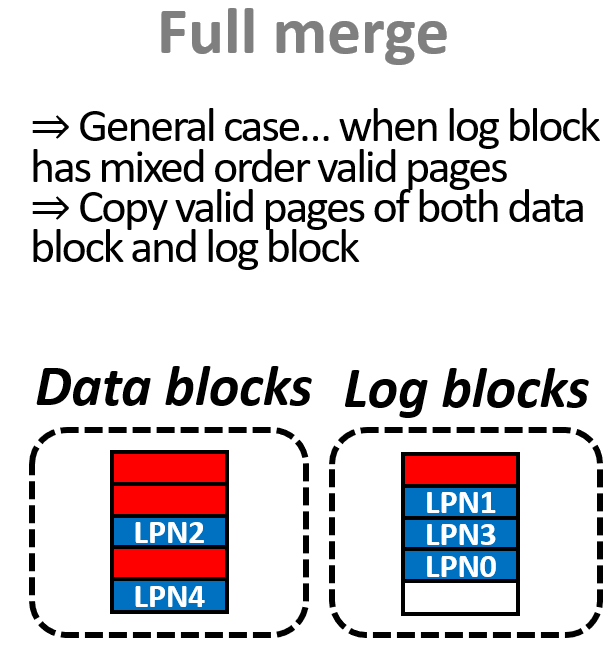 Full merge
⇒ General case... when log block
has mixed order valid pages
⇒ Copy valid pages of both data
block and log block
Data blocks
Log blocks
LPN2
LPN4
LPN1
LPN3
LPN0